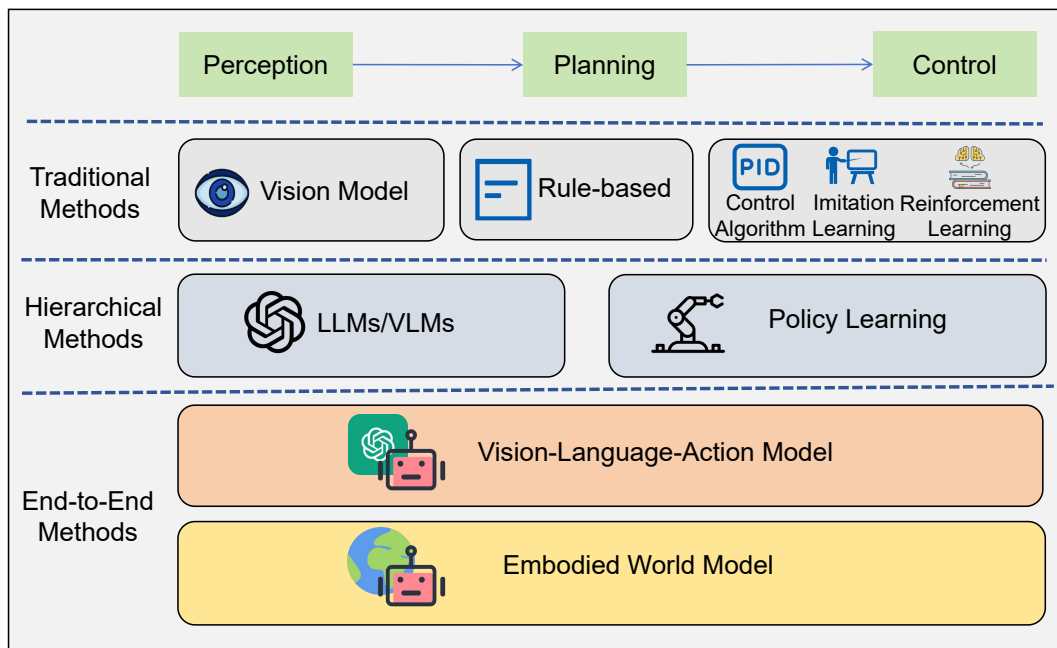 Perception
Planning
Control
Traditional
Methods
Vision Model
Rule-based
PID
Control
Algorithm
Imitation
Learning
Reinforcement
Learning
Hierarchical
Methods
LLMs/VLMs
Policy Learning
End-to-End
Methods
Vision-Language-Action Model
Embodied World Model